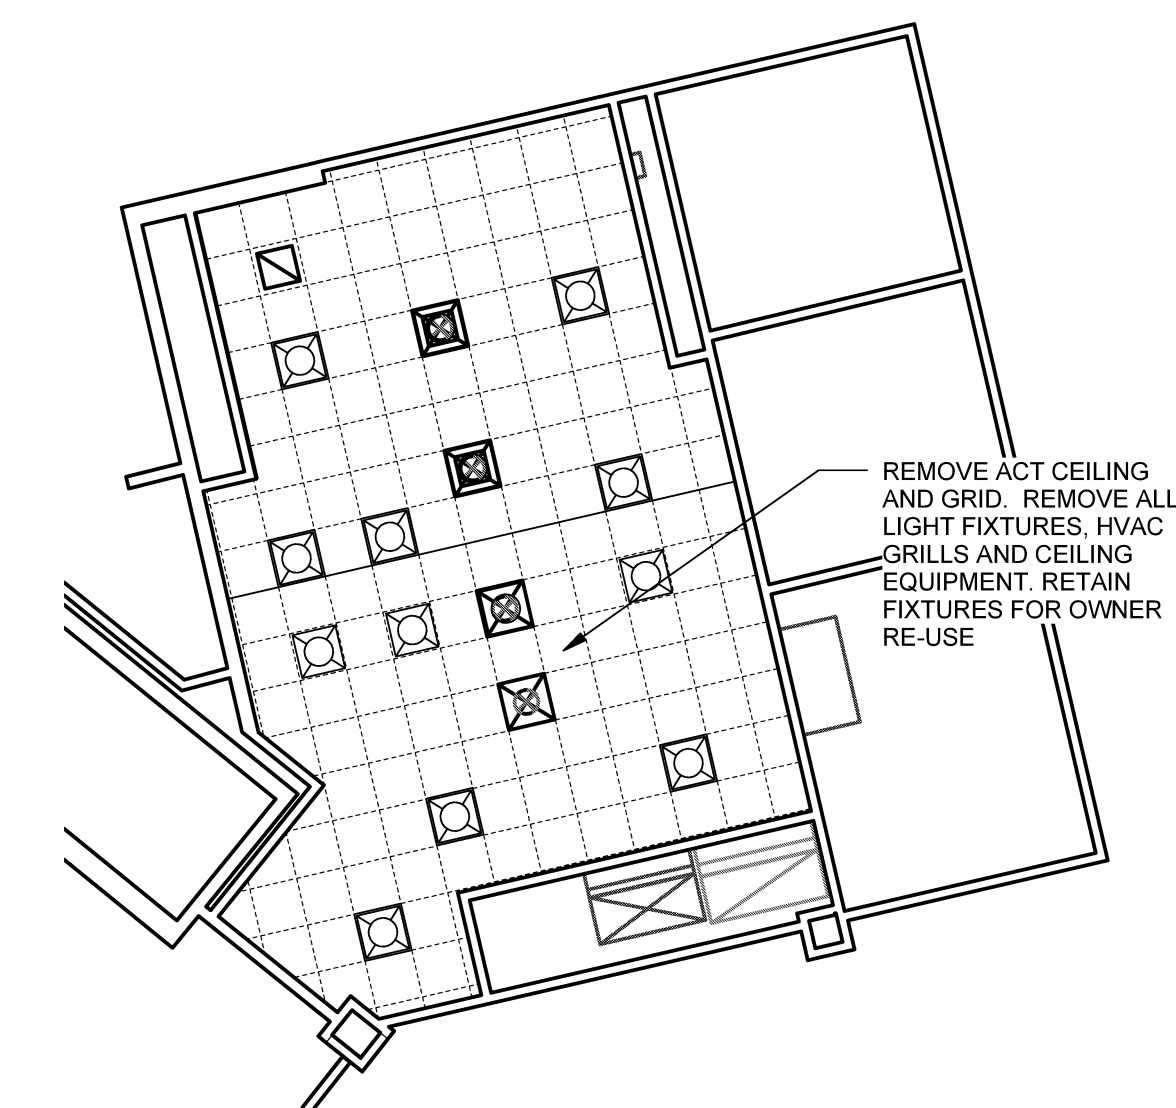 REMOVE ACT CEILING
AND GRID. REMOVE ALL
LIGHT FIXTURES, HVAC
GRILLS AND CEILING
EQUIPMENT. RETAIN
FIXTURES FOR OWNER
RE-USE